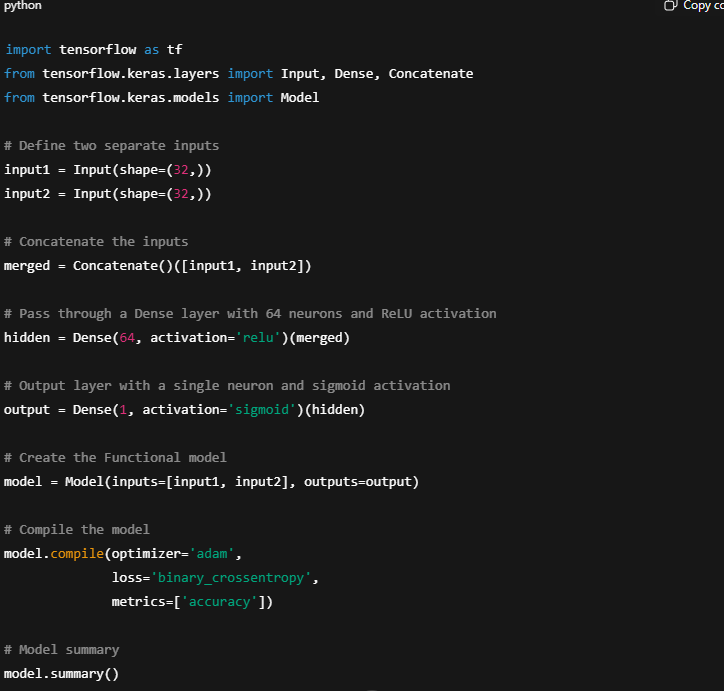 python
Copy co
import tensorflow as tf
from tensorflow.keras.layers import Input, Dense, Concatenate
from tensorflow.keras.models import Model
# Define two separate inputs
input1 = Input(shape=(32,))
input2 = Input(shape=(32,))
# Concatenate the inputs
merged = Concatenate()([input1, input2])
# Pass through a Dense layer with 64 neurons and ReLU activation
hidden = Dense(64, activation='relu')(merged)
# Output layer with a single neuron and sigmoid activation
output = Dense(1, activation='sigmoid')(hidden)
# Create the Functional model
model = Model(inputs=[input1, input2], outputs=output)
# Compile the model
model.compile(optimizer='adam',
              loss='binary_crossentropy',
              metrics=['accuracy'])
# Model summary
model.summary()